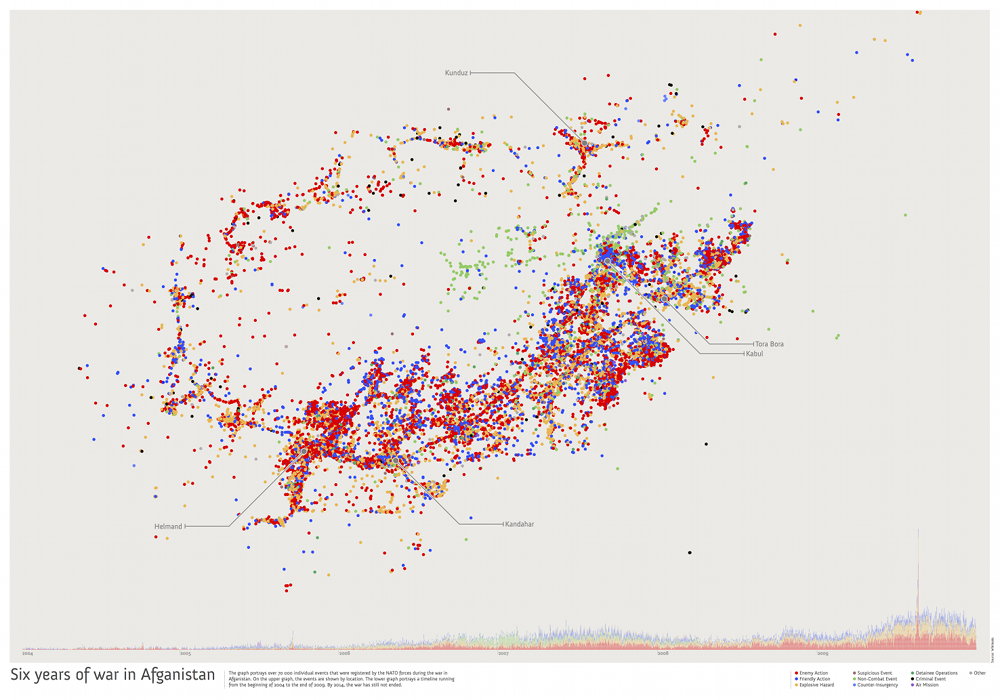 Kunduz
Tora Bora
Kabul
Helmand
Kandahar
2004 2005 2006 2007 2008 2009
Six years of war in Afganistan
The graph portrays over 70 000 individual events that were registered by the NATO forces during the war in
Afganistan. On the upper graph, the events are shown by location. The lower graph portrays a timeline running
from the beginning of 2004 to the end of 2009. By 2014, the war has still not ended.
Enemy Action
Friendly Action
Explosive Hazard
Suspicious Event
Non-Combat Event
Counter-Insurgency
Detainee Operations
Criminal Event
Air Mission
Other